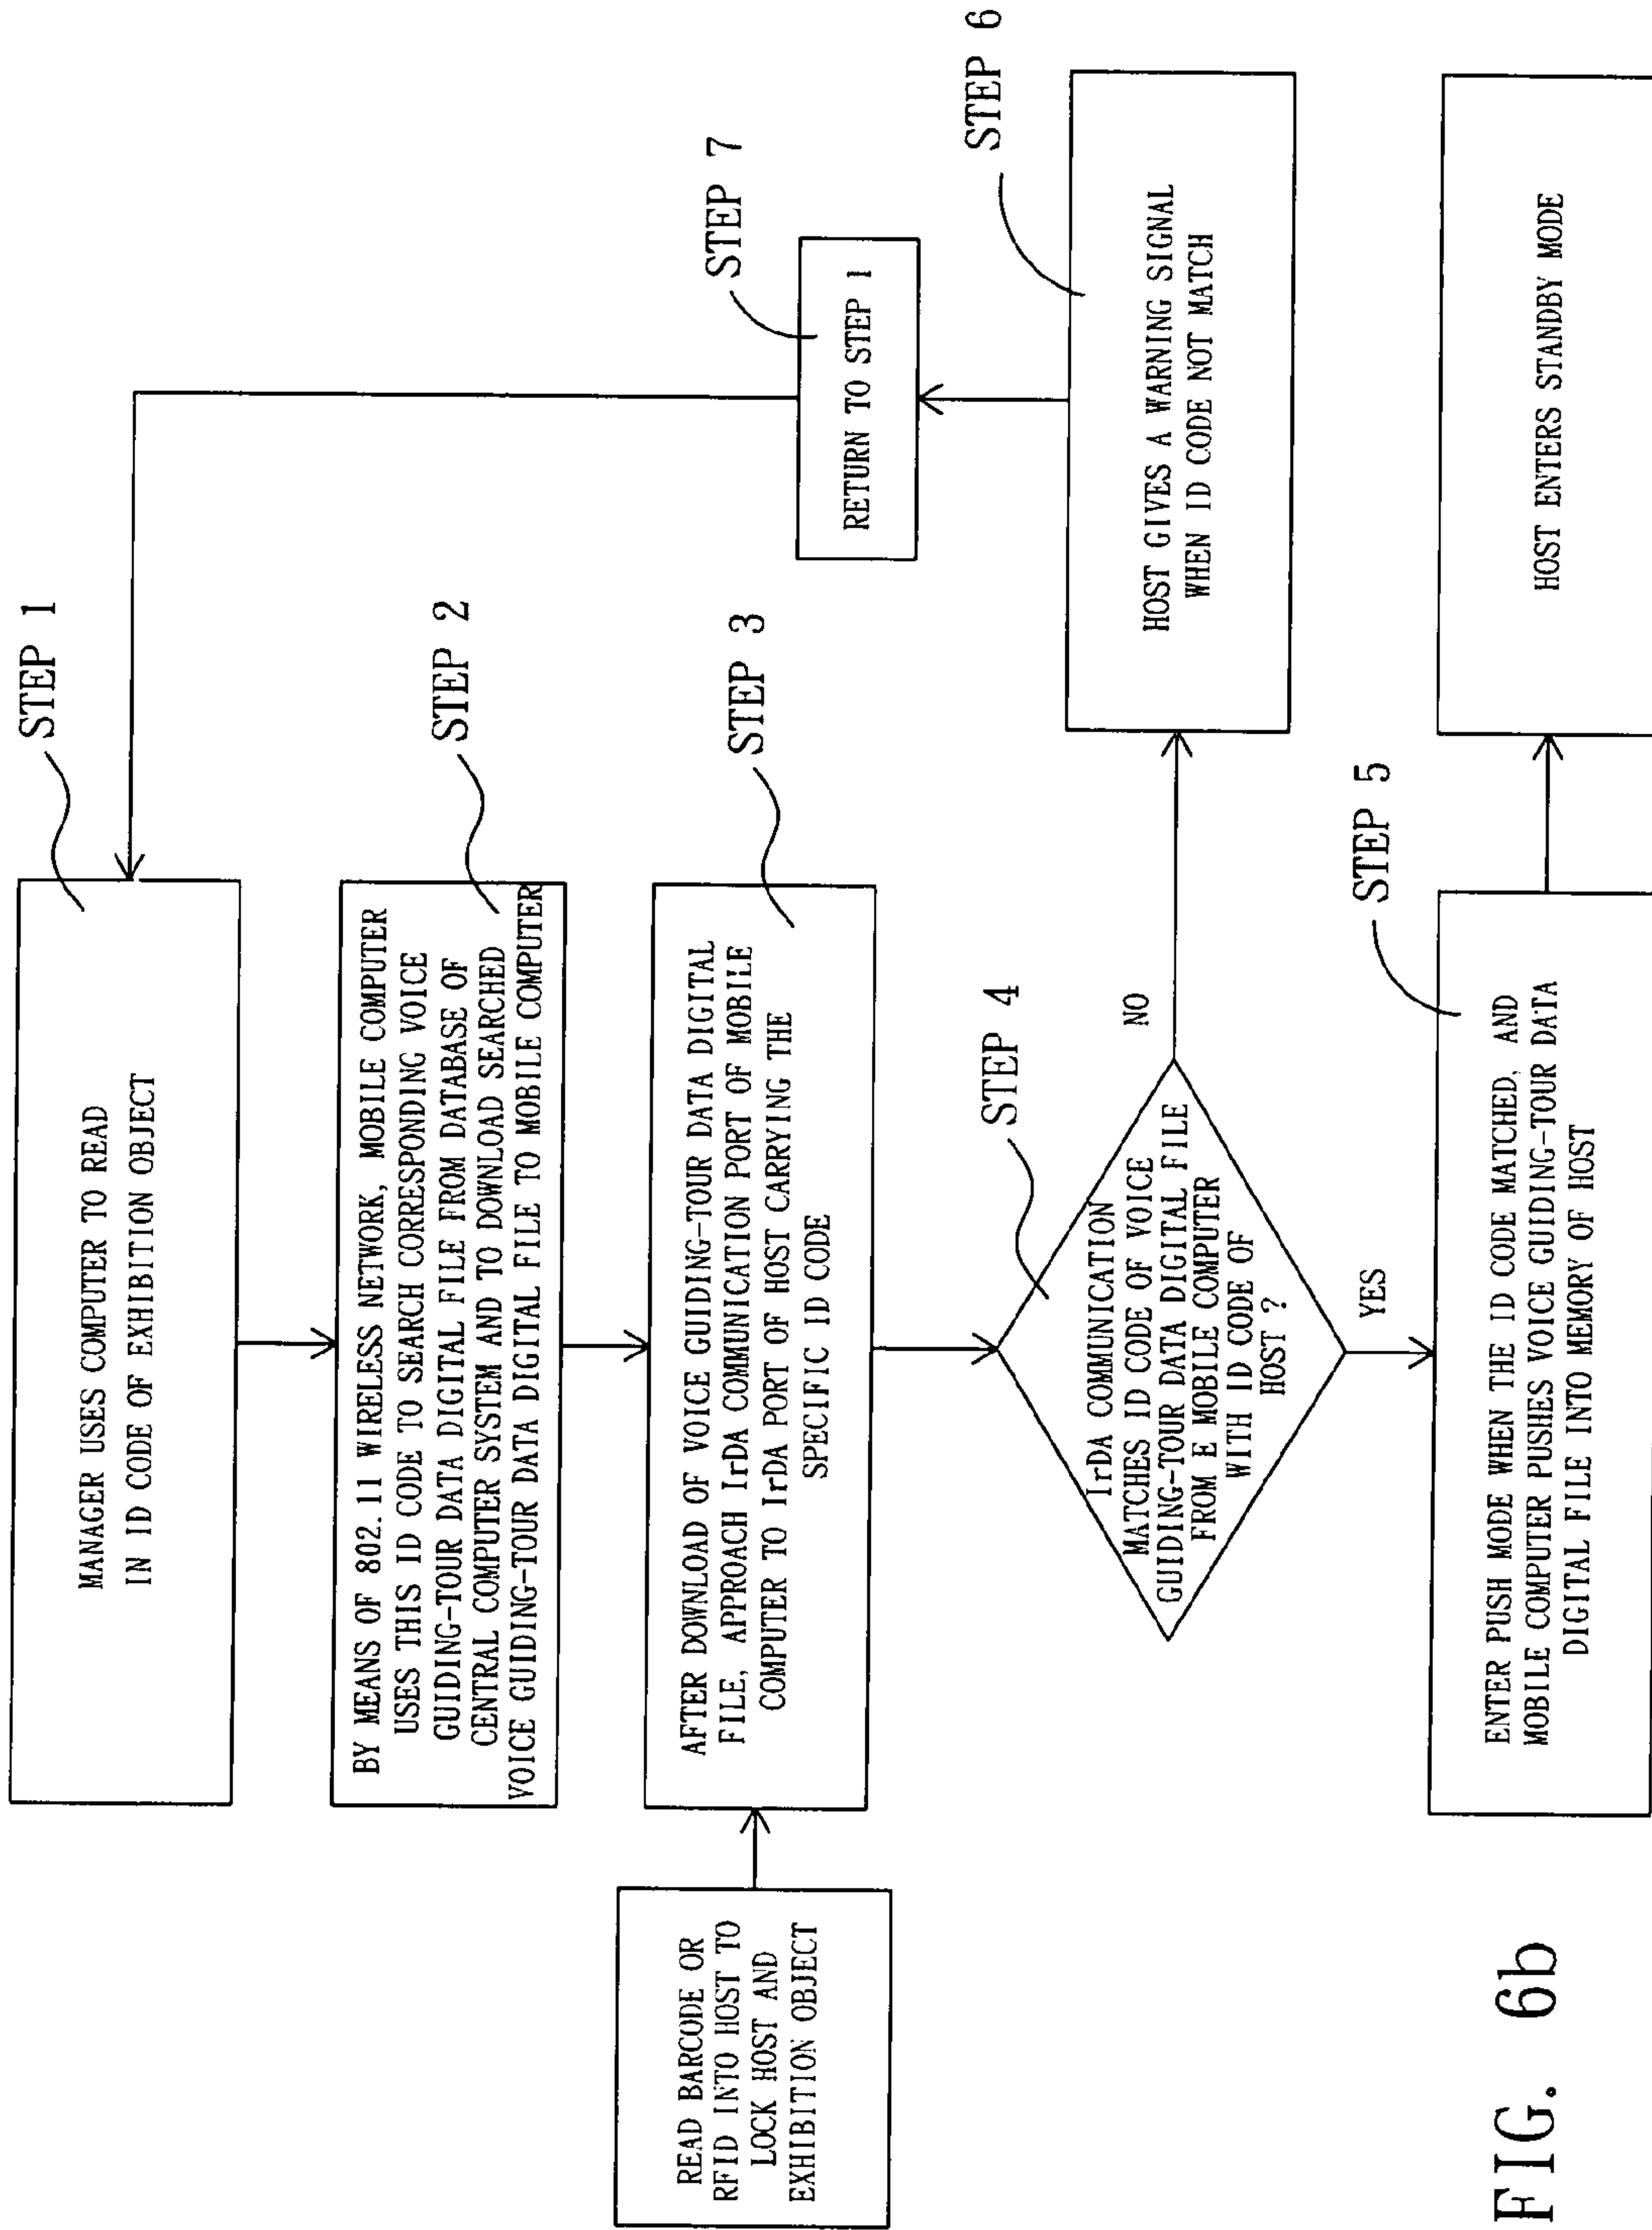 STEP 1
MANAGER USES COMPUTER TO READ
IN ID CODE OF EXHIBITION OBJECT
STEP 2
BY MEANS OF 802.11 WIRELESS NETWORK, MOBILE COMPUTER
USES THIS ID CODE TO SEARCH CORRESPONDING VOICE
GUIDING-TOUR DATA DIGITAL FILE FROM DATABASE OF
CENTRAL COMPUTER SYSTEM AND TO DOWNLOAD SEARCHED
VOICE GUIDING-TOUR DATA DIGITAL FILE TO MOBILE COMPUTER
READ BARCODE OR
RFID INTO HOST TO
LOCK HOST AND
EXHIBITION OBJECT
STEP 3
AFTER DOWNLOAD OF VOICE GUIDING-TOUR DATA DIGITAL
FILE, APPROACH IrDA COMMUNICATION PORT OF MOBILE
COMPUTER TO IrDA PORT OF HOST CARRYING THE
SPECIFIC ID CODE
STEP 7
RETURN TO STEP 1
STEP 4
IrDA COMMUNICATION
MATCHES ID CODE OF VOICE
GUIDING-TOUR DATA DIGITAL FILE
FROM E MOBILE COMPUTER
WITH ID CODE OF
HOST ?
NO
YES
STEP 6
HOST GIVES A WARNING SIGNAL
WHEN ID CODE NOT MATCH
STEP 5
ENTER PUSH MODE WHEN THE ID CODE MATCHED, AND
MOBILE COMPUTER PUSHES VOICE GUIDING-TOUR DATA
DIGITAL FILE INTO MEMORY OF HOST
HOST ENTERS STANDBY MODE
FIG. 6b